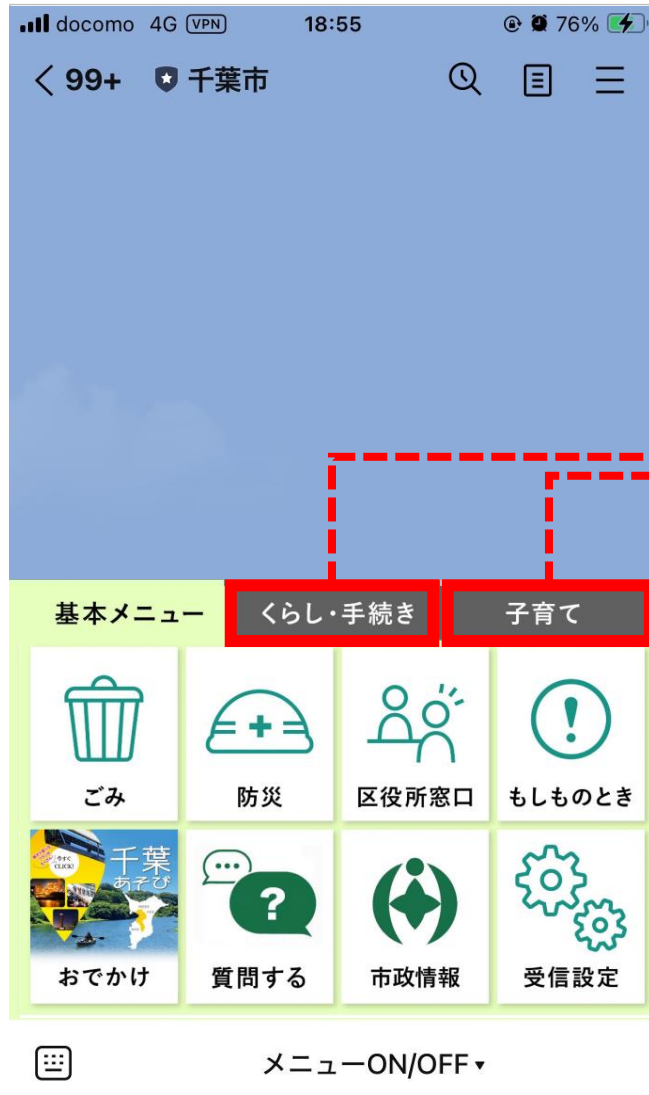 docomo 4G VPN 18:55 76%
99+ 千葉市
基本メニュー くらし・手続き 子育て
ごみ 防災 区役所窓口 もしものとき
CLICK!
千葉
あそび
おでかけ 質問する 市政情報 受信設定
メニューON/OFF▼